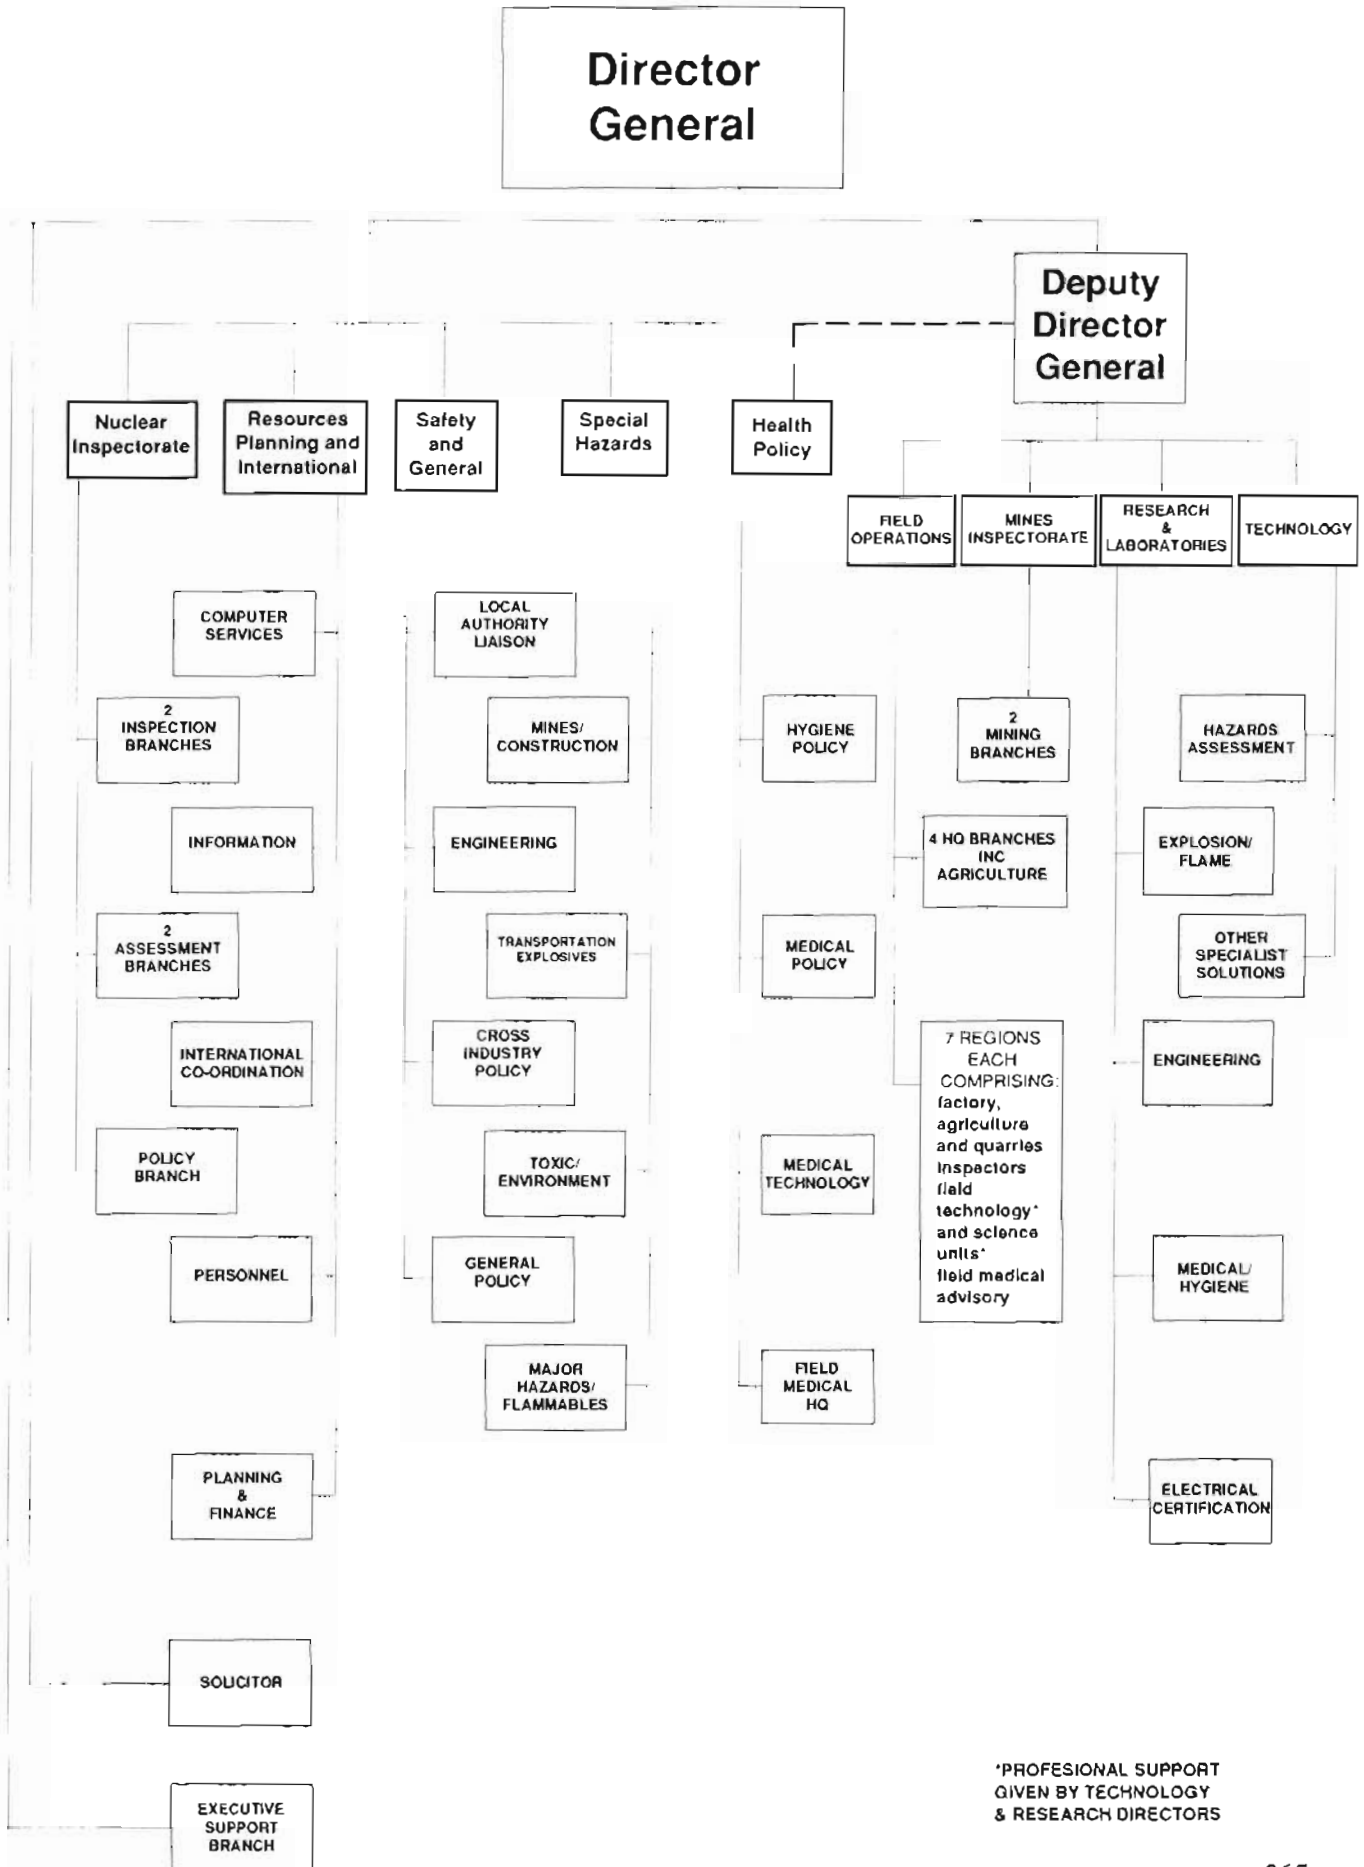 Director
General
Deputy
Director
General
Nuclear
Inspectorate
Resources
Planning and
International
Safety
and
General
Special
Hazards
Health
Policy
FIELD
OPERATIONS
MINES
INSPECTORATE
RESEARCH
&
LABORATORIES
TECHNOLOGY
COMPUTER
SERVICES
LOCAL
AUTHORITY
LIAISON
2
INSPECTION
BRANCHES
MINES/
CONSTRUCTION
HYGIENE
POLICY
2
MINING
BRANCHES
HAZARDS
ASSESSMENT
INFORMATION
ENGINEERING
4 HQ BRANCHES
INC
AGRICULTURE
EXPLOSION/
FLAME
2
ASSESSMENT
BRANCHES
TRANSPORTATION
EXPLOSIVES
MEDICAL
POLICY
OTHER
SPECIALIST
SOLUTIONS
INTERNATIONAL
CO-ORDINATION
CROSS
INDUSTRY
POLICY
7 REGIONS
EACH
COMPRISING:
factory,
agriculture
and quarries
inspectors
field
technology*
and science
units*
field medical
advisory
ENGINEERING
POLICY
BRANCH
TOXIC/
ENVIRONMENT
MEDICAL
TECHNOLOGY
PERSONNEL
GENERAL
POLICY
MEDICAL/
HYGIENE
MAJOR
HAZARDS/
FLAMMABLES
FIELD
MEDICAL
HQ
PLANNING
&
FINANCE
ELECTRICAL
CERTIFICATION
SOLICITOR
EXECUTIVE
SUPPORT
BRANCH
*PROFESIONAL SUPPORT
GIVEN BY TECHNOLOGY
& RESEARCH DIRECTORS